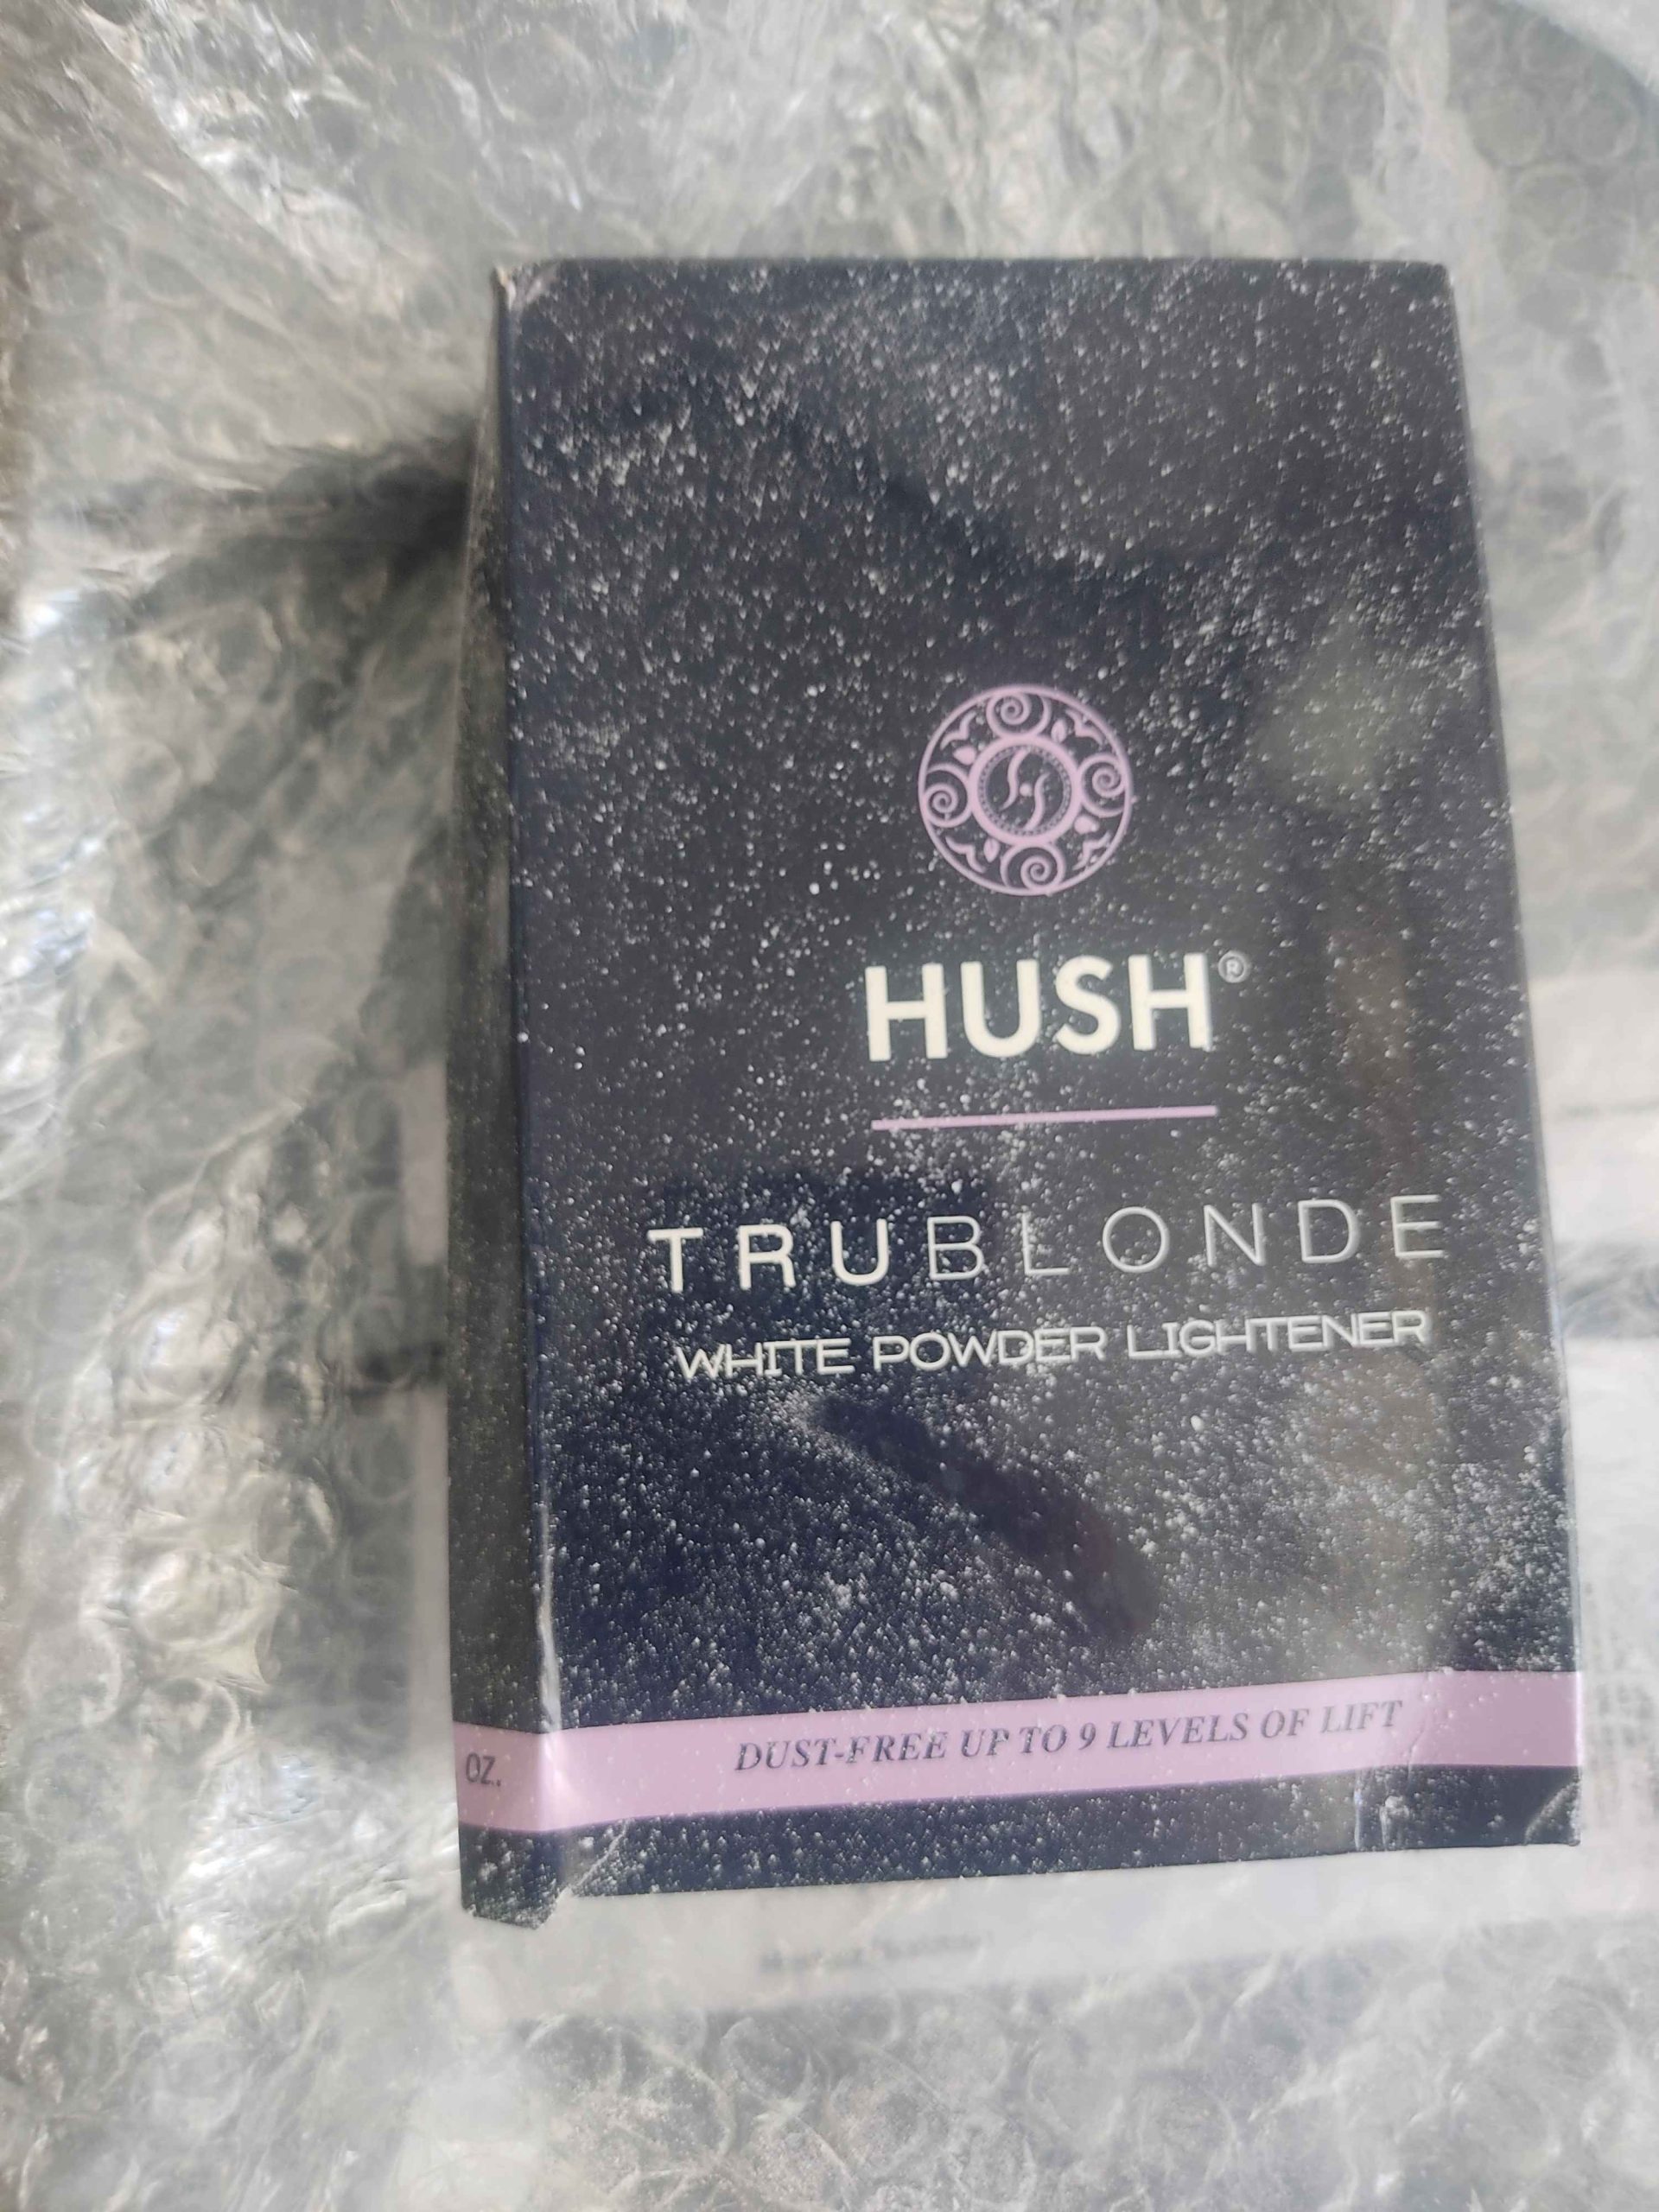 HUSH®
TRUBLONDE
WHITE POWDER LIGHTENER
DUST-FREE UP TO 9 LEVELS OF LIFT
OZ.